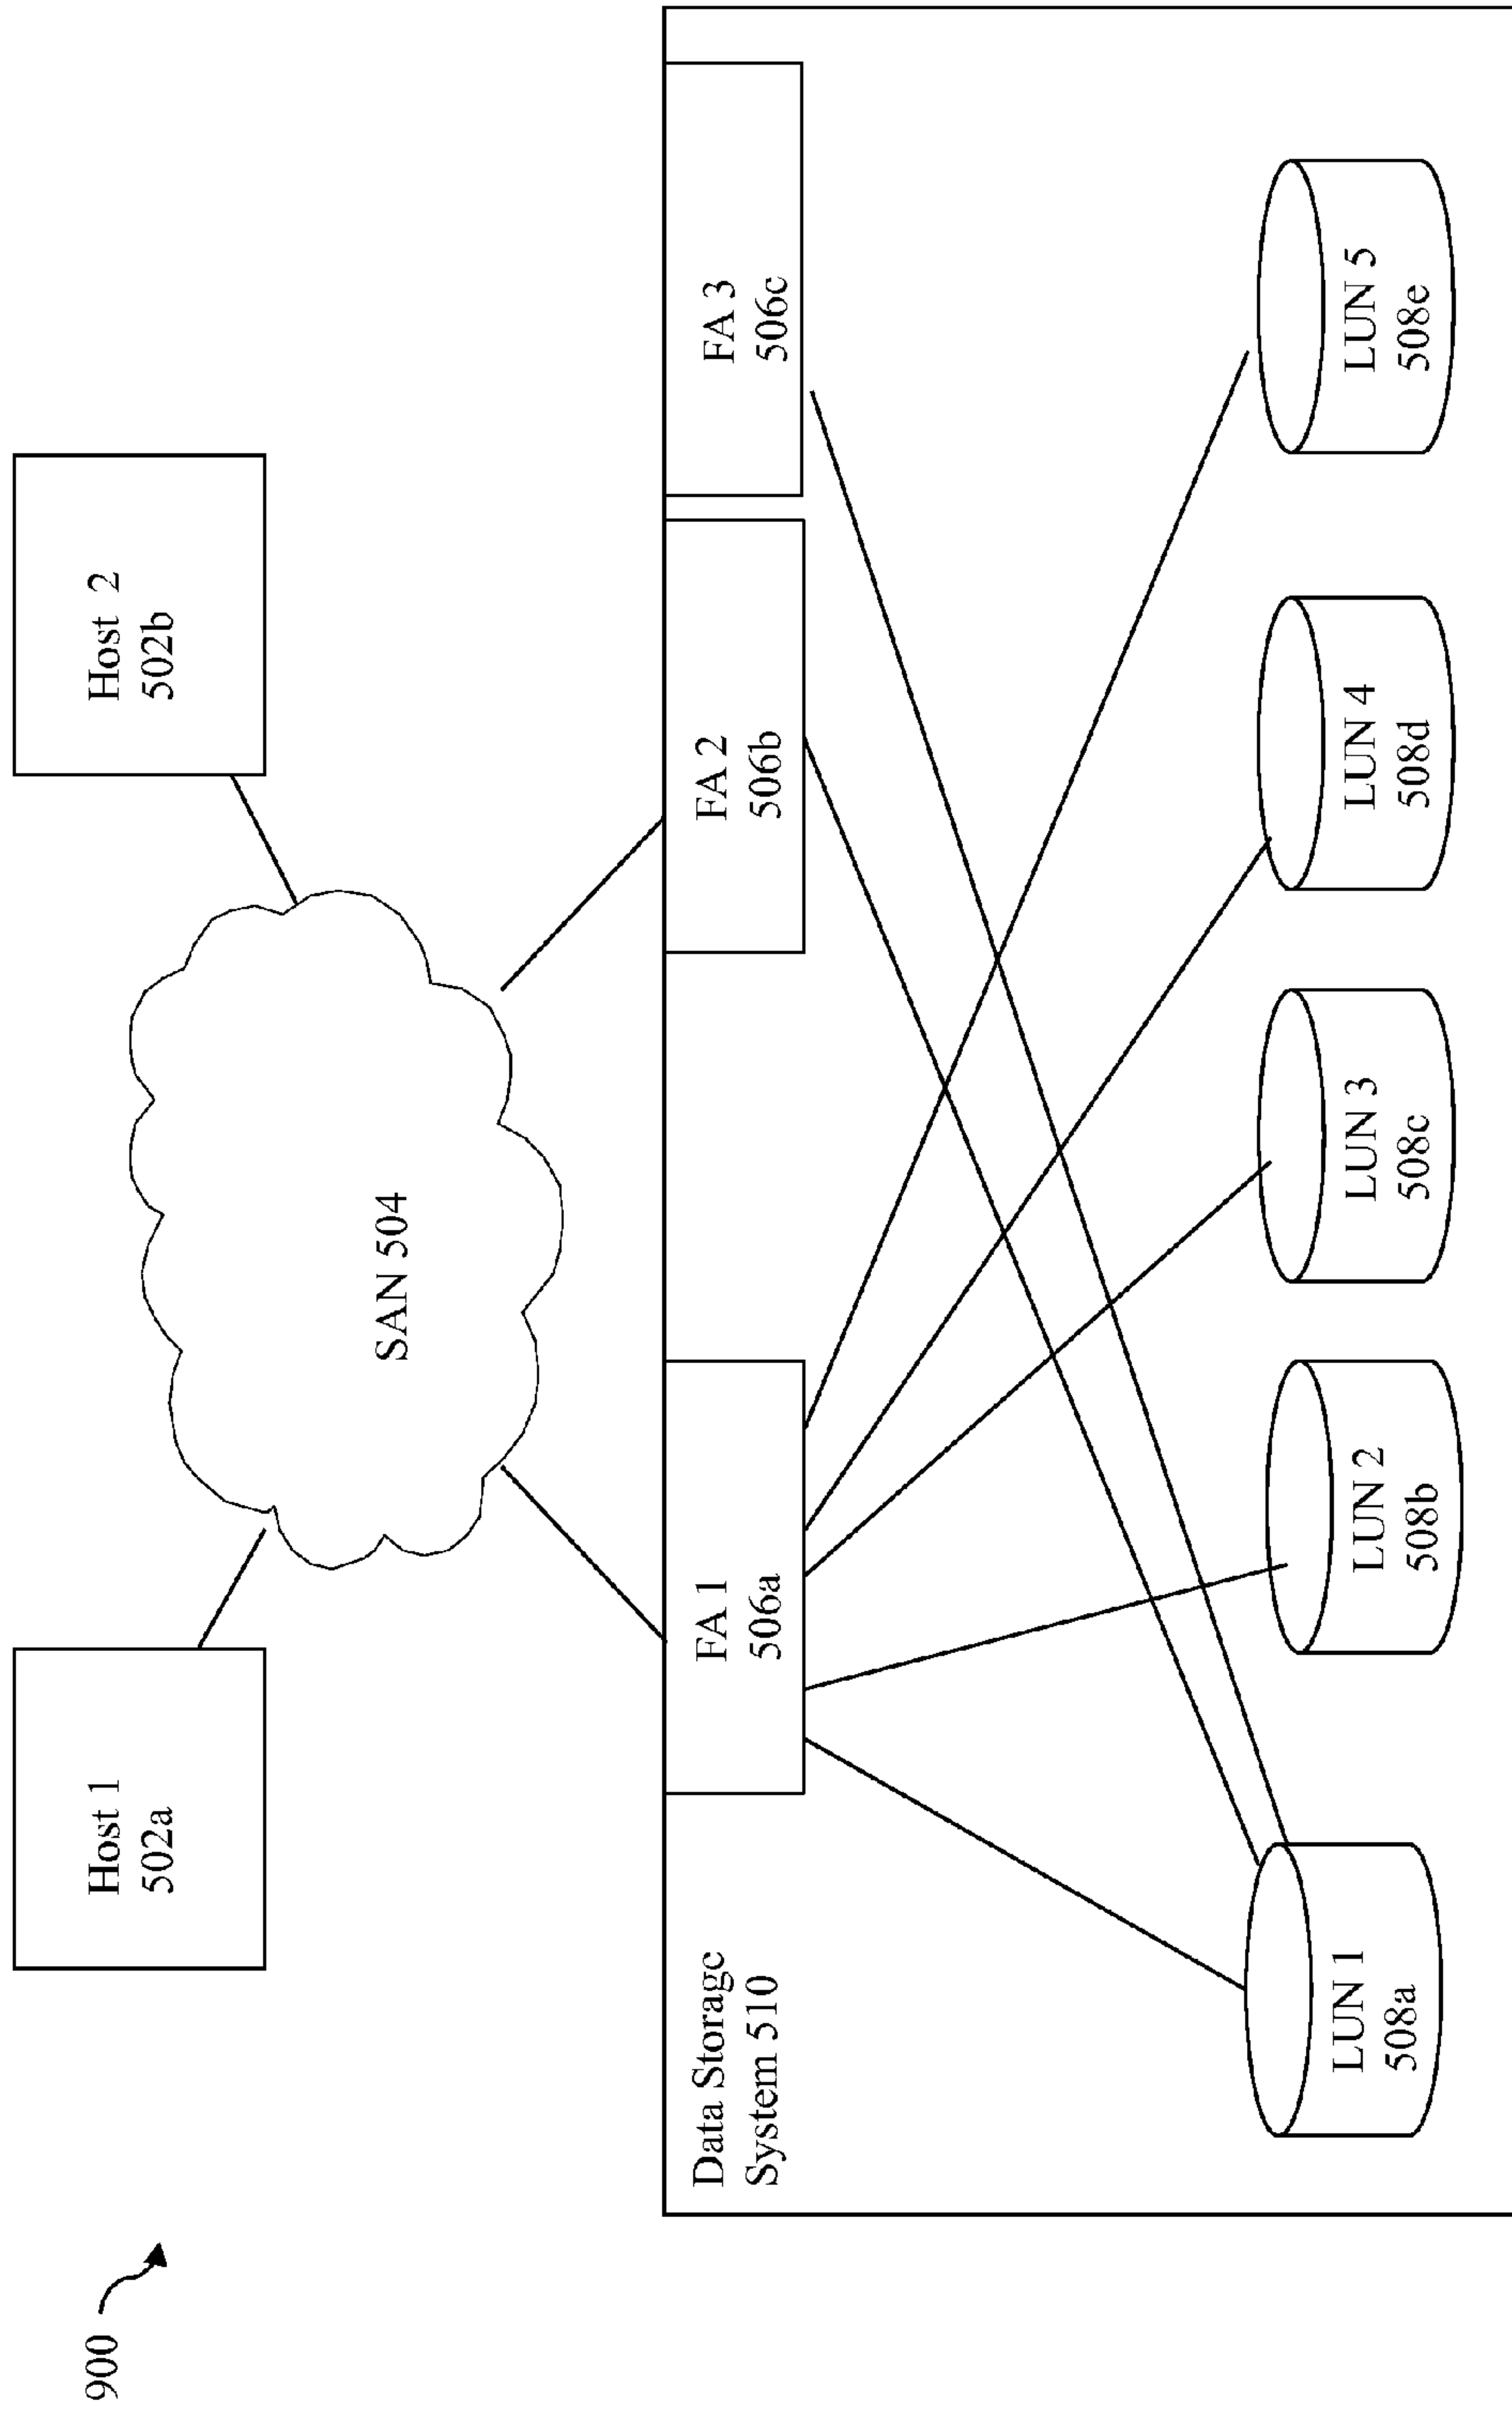 900
Host 1
502a
Host 2
502b
SAN 504
Data Storage
System 510
FA 1
506a
FA 2
506b
FA 3
506c
LUN 1
508a
LUN 2
508b
LUN 3
508c
LUN 4
508d
LUN 5
508e